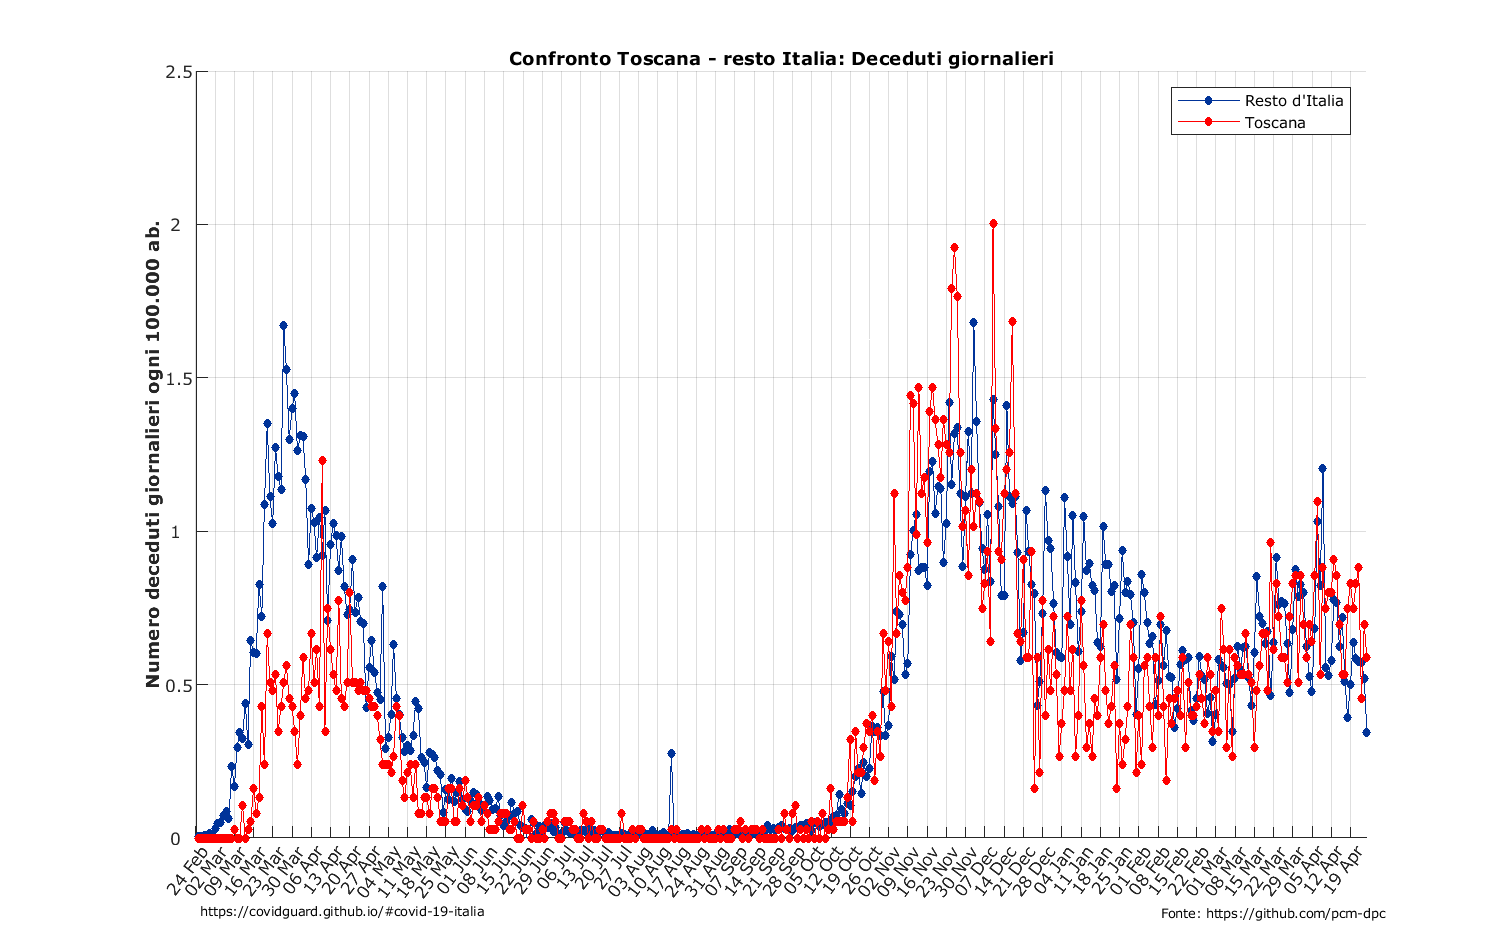 Confronto Toscana - resto Italia: Deceduti giornalieri
Resto d'Italia
Toscana
Numero deceduti giornalieri ogni 100.000 ab.
2.5
2
1.5
1
0.5
0
24 Feb
02 Mar
09 Mar
16 Mar
23 Mar
30 Mar
06 Apr
13 Apr
20 Apr
27 Apr
04 May
11 May
18 May
25 May
01 Jun
08 Jun
15 Jun
22 Jun
29 Jun
06 Jul
13 Jul
20 Jul
27 Jul
03 Aug
10 Aug
17 Aug
24 Aug
31 Aug
07 Sep
14 Sep
21 Sep
28 Sep
05 Oct
12 Oct
19 Oct
26 Oct
02 Nov
09 Nov
16 Nov
23 Nov
30 Nov
07 Dec
14 Dec
21 Dec
28 Dec
04 Jan
11 Jan
18 Jan
25 Jan
01 Feb
08 Feb
15 Feb
22 Feb
01 Mar
08 Mar
15 Mar
22 Mar
29 Mar
05 Apr
12 Apr
19 Apr
https://covidguard.github.io/#covid-19-italia
Fonte: https://github.com/pcm-dpc